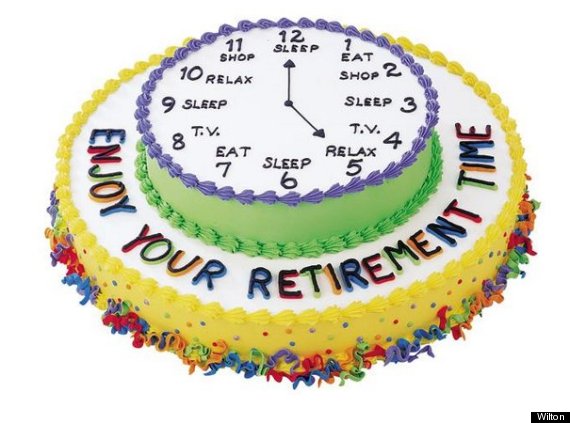 12 SLEEP
1 EAT
2 SHOP
3 SLEEP
4 T.V.
5 RELAX
6 SLEEP
7 EAT
8 T.V.
9 SLEEP
10 RELAX
11 SHOP
ENJOY YOUR RETIREMENT TIME
Wilton